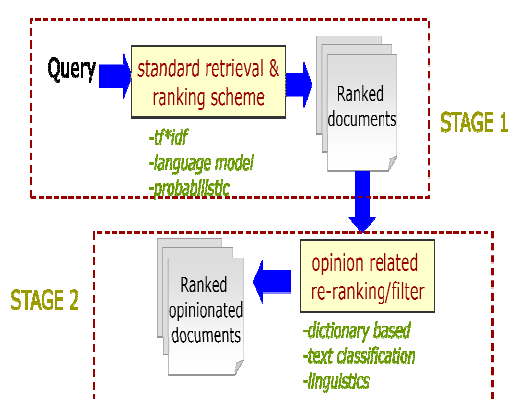 Query
standard retrieval &
ranking scheme
Ranked
documents
STAGE 1
-tf*idf
-language model
-probabilistic
STAGE 2
Ranked
opinionated
documents
opinion related
re-ranking/filter
-dictionary based
-text classification
-linguistics